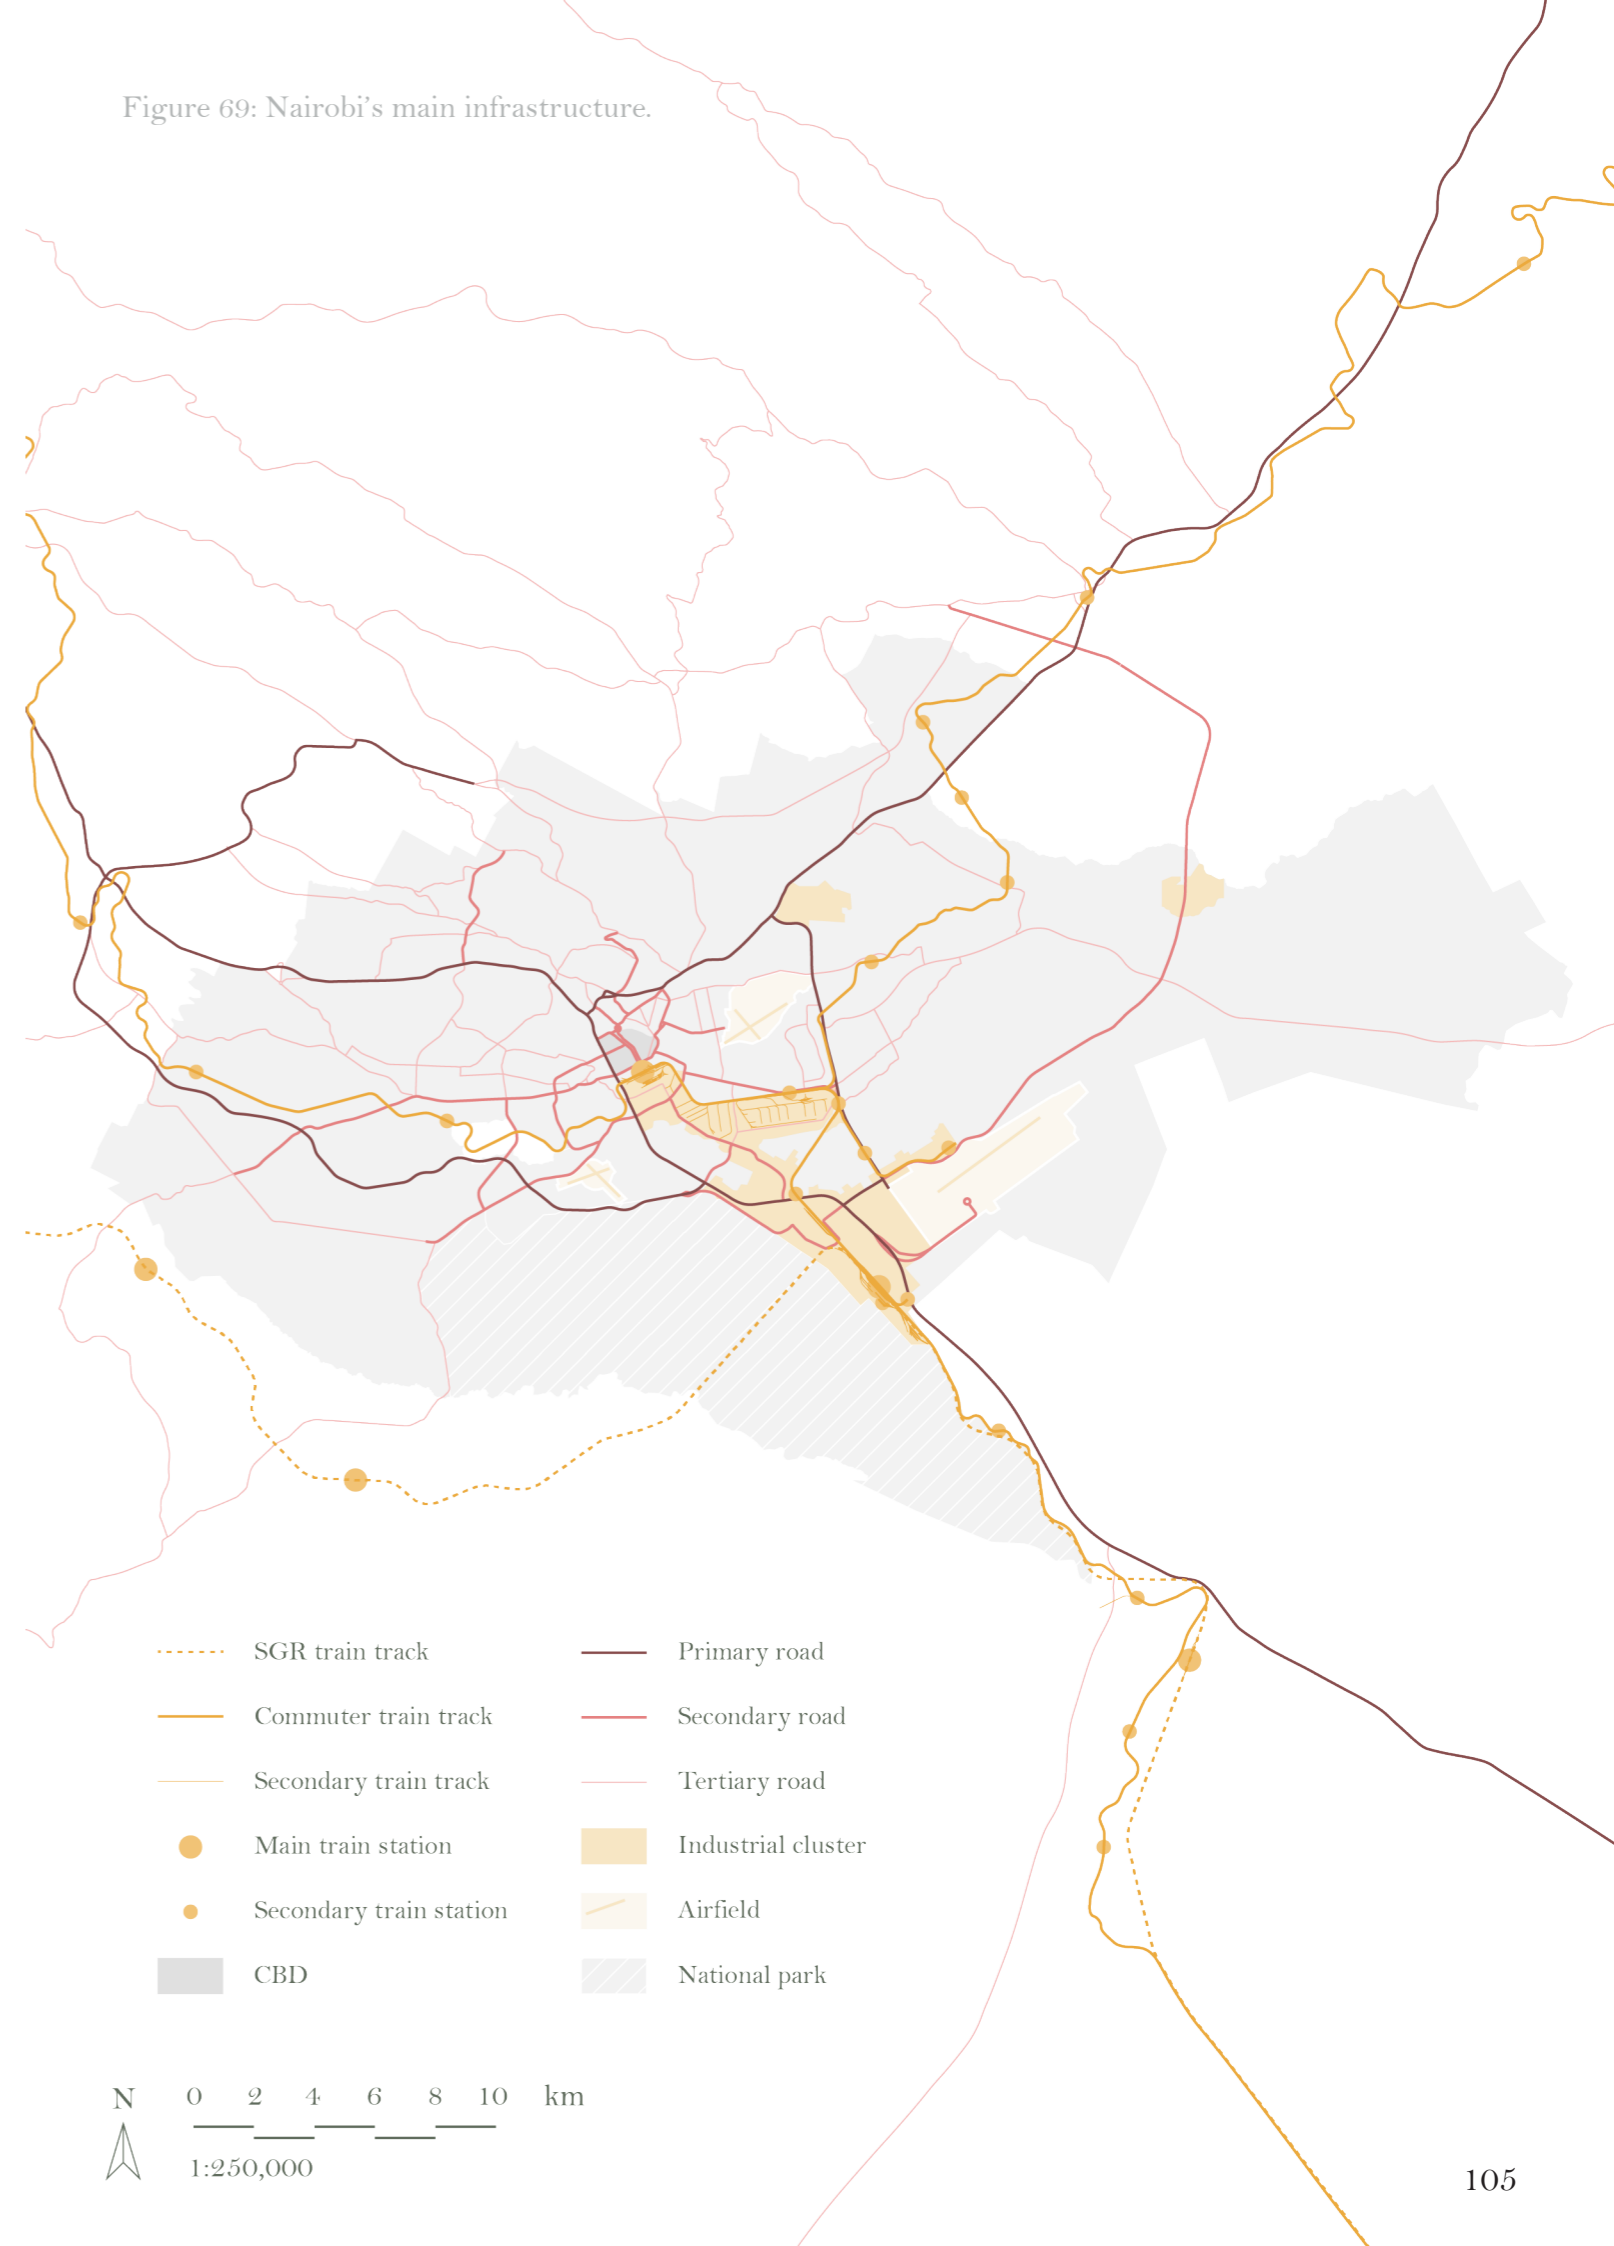 Figure 69: Nairobi's main infrastructure.
SGR train track
Commuter train track
Secondary train track
Main train station
Secondary train station
CBD
Primary road
Secondary road
Tertiary road
Industrial cluster
Airfield
National park
N
0 2 4 6 8 10 km
1:250,000
105